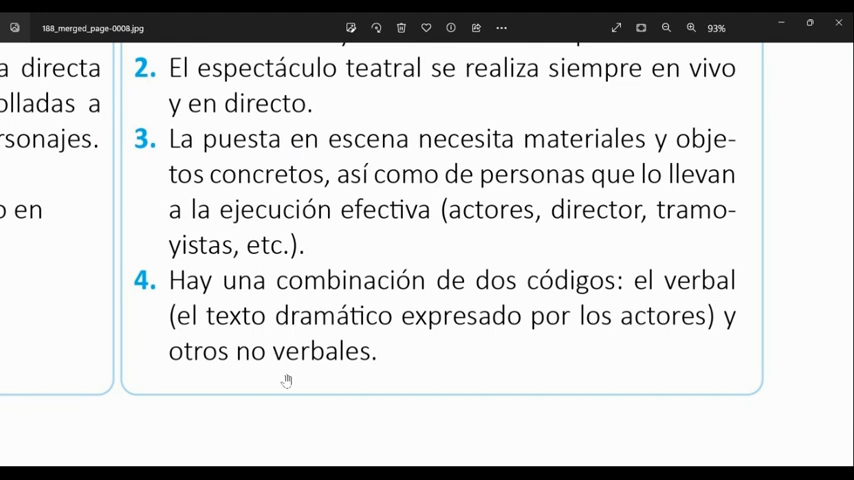 188_merged_page-0008.jpg
93%
a directa
olladas a
rsonajes.
o en
2. El espectáculo teatral se realiza siempre en vivo
y en directo.
3. La puesta en escena necesita materiales y obje-
tos concretos, así como de personas que lo llevan
a la ejecución efectiva (actores, director, tramo-
yistas, etc.).
4. Hay una combinación de dos códigos: el verbal
(el texto dramático expresado por los actores) y
otros no verbales.